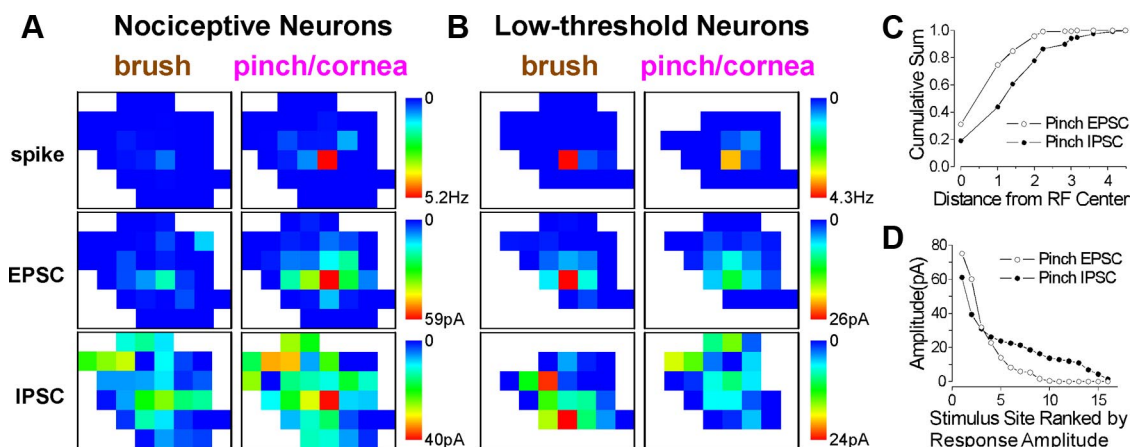 A
Nociceptive Neurons
brush
pinch/cornea
spike
EPSC
IPSC
0
5.2Hz
0
59pA
0
40pA
B
Low-threshold Neurons
brush
pinch/cornea
0
4.3Hz
0
26pA
0
24pA
C
Cumulative Sum
1.0
0.8
0.6
0.4
0.2
0.0
Pinch EPSC
Pinch IPSC
0 1 2 3 4
Distance from RF Center
D
Amplitude(pA)
80
60
40
20
0
Pinch EPSC
Pinch IPSC
0 5 10 15
Stimulus Site Ranked by
Response Amplitude